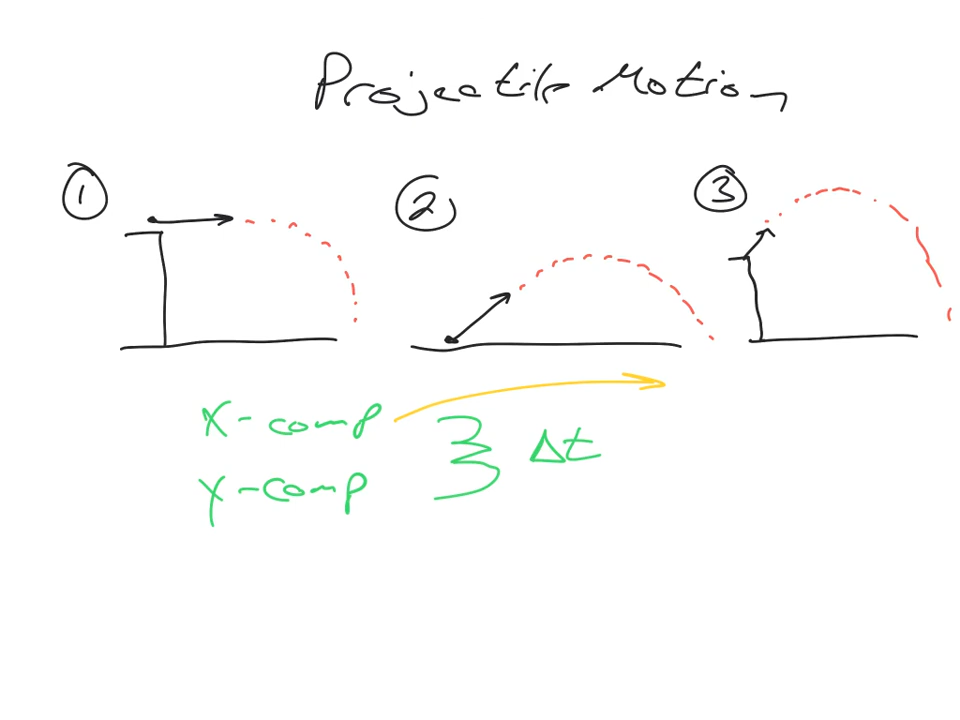 Projectile Motion
① ② ③
x-comp
y-comp
Δt